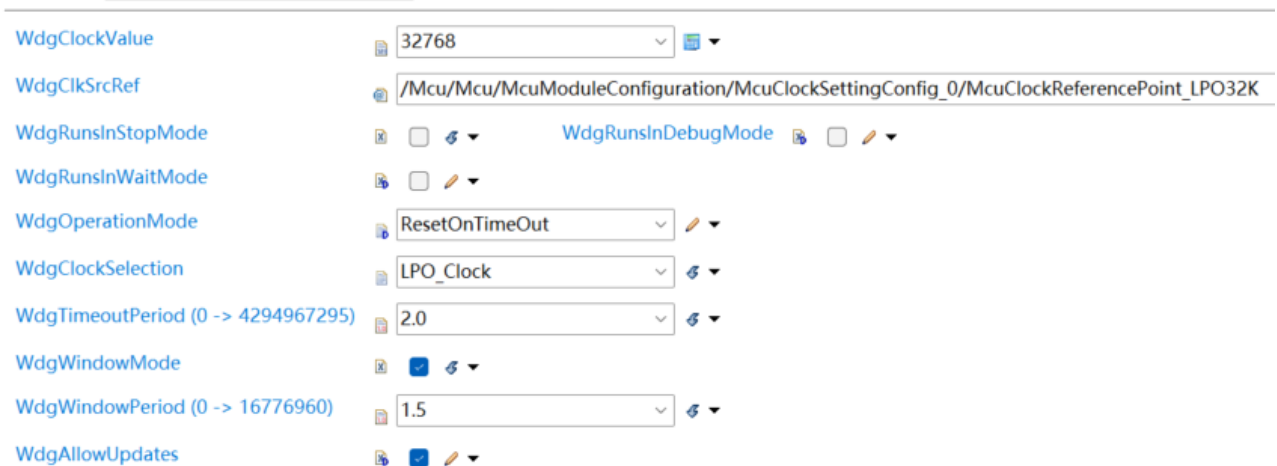 WdgClockValue 32768
WdgClkSrcRef /Mcu/Mcu/McuModuleConfiguration/McuClockSettingConfig_0/McuClockReferencePoint_LPO32K
WdgRunsInStopMode WdgRunsInDebugMode
WdgRunsInWaitMode
WdgOperationMode ResetOnTimeOut
WdgClockSelection LPO_Clock
WdgTimeoutPeriod (0 -> 4294967295) 2.0
WdgWindowMode
WdgWindowPeriod (0 -> 16776960) 1.5
WdgAllowUpdates